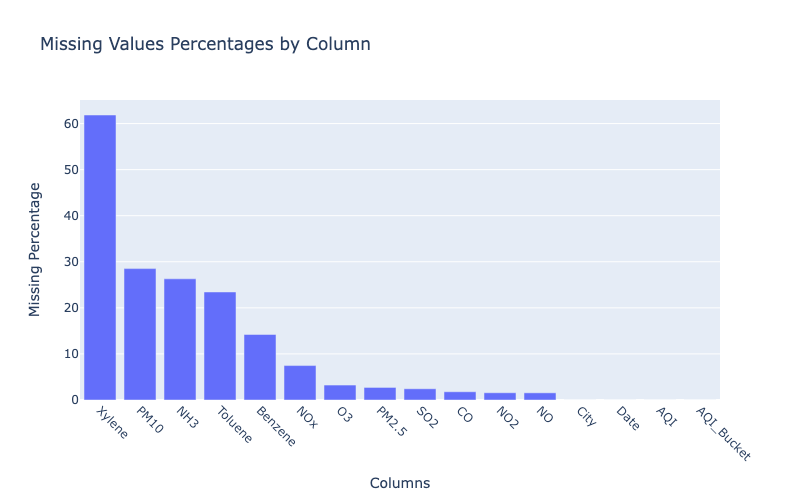 Missing Values Percentages by Column
Missing Percentage
60
50
40
30
20
10
0
Xylene
PM10
NH3
Toluene
Benzene
NOx
O3
PM2.5
SO2
CO
NO2
NO
City
Date
AQI
AQI_Bucket
Columns